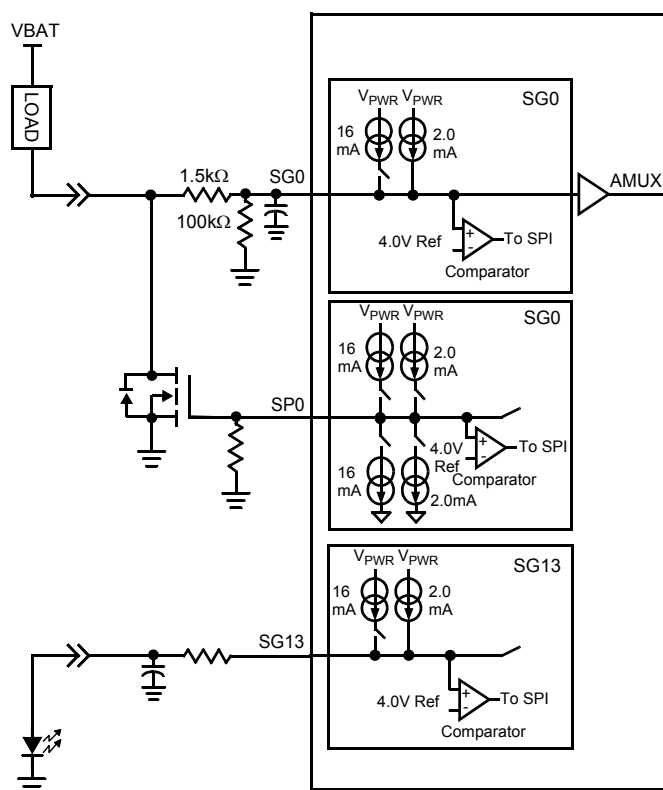 VBAT
LOAD
1.5kΩ
100kΩ
SG0
SG0
VPWR VPWR
16 mA
2.0 mA
AMUX
4.0V Ref
+
-
To SPI
Comparator
SG0
VPWR VPWR
16 mA
2.0 mA
SP0
4.0V Ref
+
-
To SPI
Comparator
16 mA
2.0mA
SG13
VPWR VPWR
16 mA
2.0 mA
SG13
4.0V Ref
+
-
To SPI
Comparator